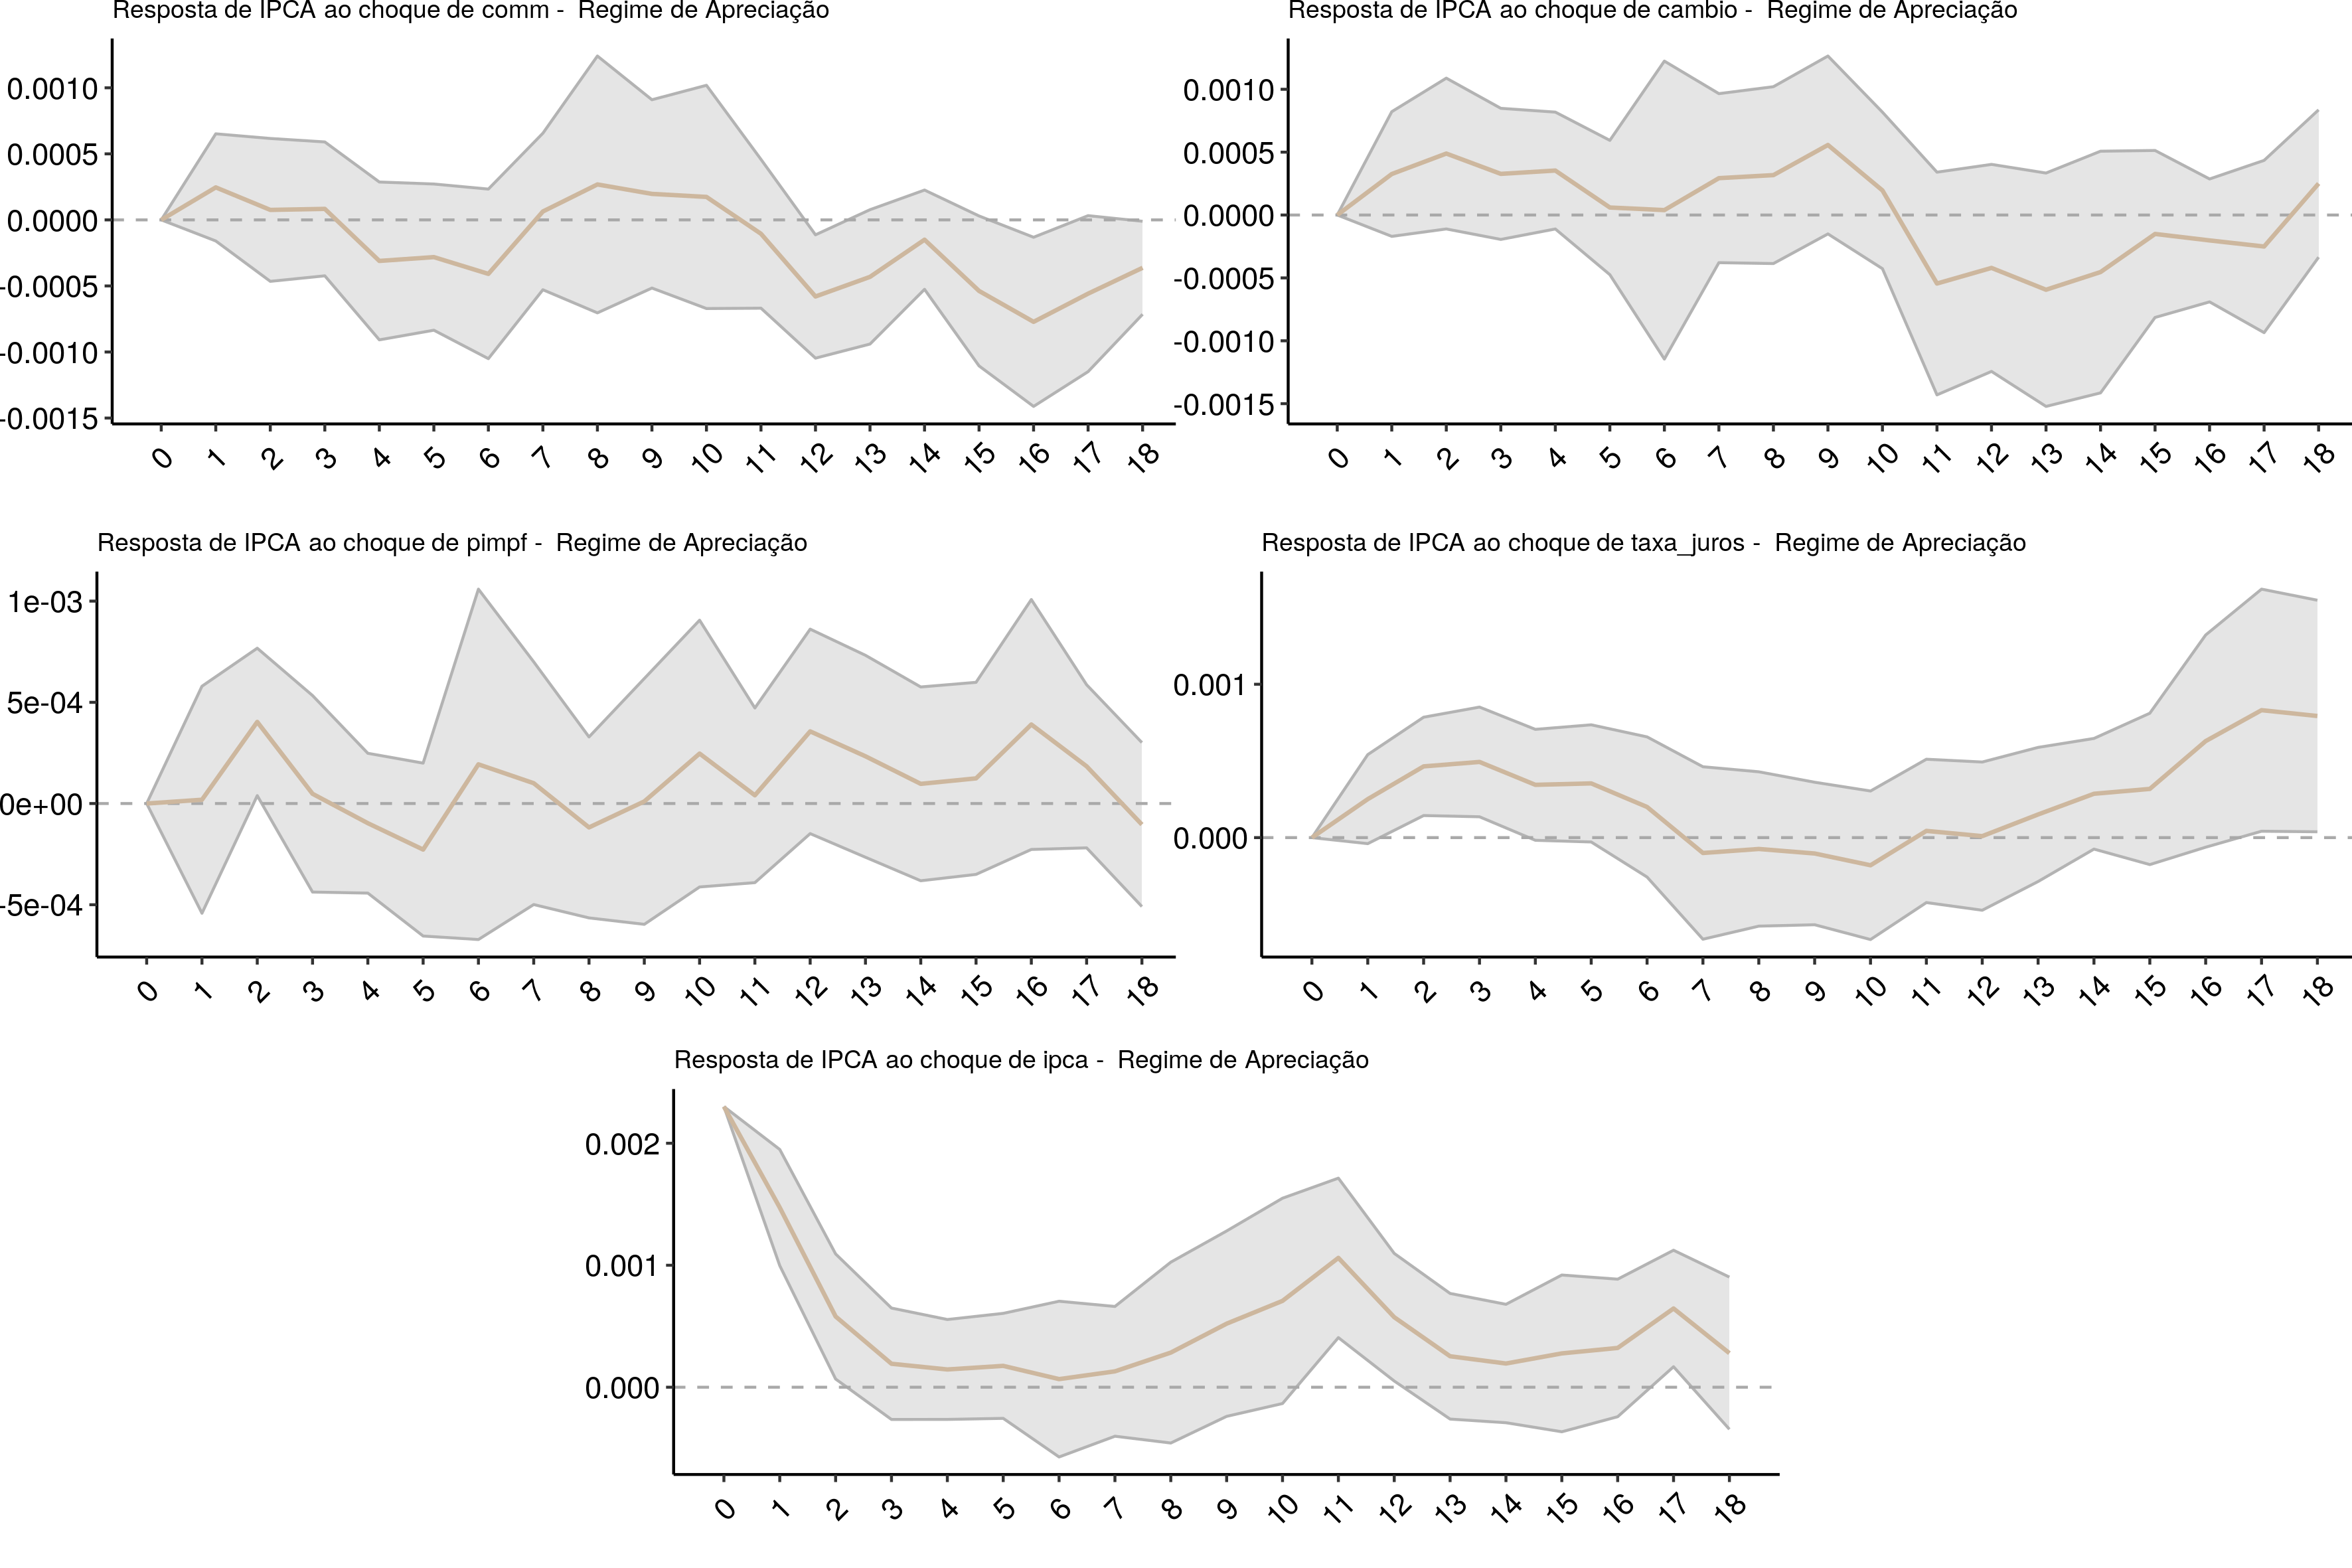 Resposta de IPCA ao choque de comm -  Regime de Apreciação
0.0010
0.0005
0.0000
-0.0005
-0.0010
-0.0015
0 1 2 3 4 5 6 7 8 9 10 11 12 13 14 15 16 17 18
Resposta de IPCA ao choque de cambio -  Regime de Apreciação
0.0010
0.0005
0.0000
-0.0005
-0.0010
-0.0015
0 1 2 3 4 5 6 7 8 9 10 11 12 13 14 15 16 17 18
Resposta de IPCA ao choque de pimpf -  Regime de Apreciação
1e-03
5e-04
0e+00
-5e-04
0 1 2 3 4 5 6 7 8 9 10 11 12 13 14 15 16 17 18
Resposta de IPCA ao choque de taxa_juros -  Regime de Apreciação
0.001
0.000
0 1 2 3 4 5 6 7 8 9 10 11 12 13 14 15 16 17 18
Resposta de IPCA ao choque de ipca -  Regime de Apreciação
0.002
0.001
0.000
0 1 2 3 4 5 6 7 8 9 10 11 12 13 14 15 16 17 18